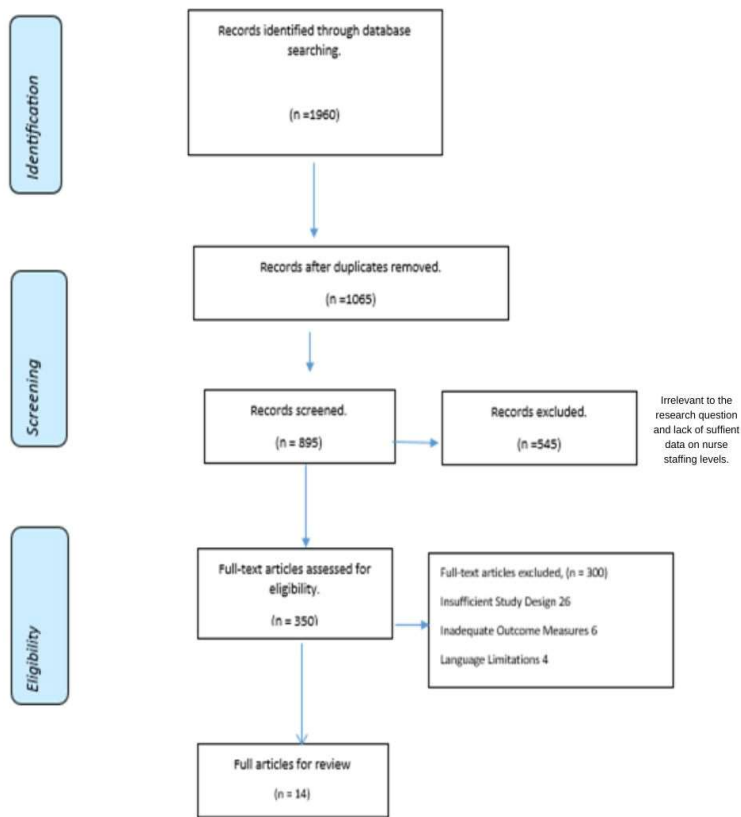 Identification
Records identified through database
searching.
(n =1960)
Records after duplicates removed.
(n =1065)
Screening
Records screened.
(n = 895)
Records excluded.
(n =545)
Irrelevant to the
research question
and lack of suffient
data on nurse
staffing levels.
Eligibility
Full-text articles assessed for
eligibility.
(n = 350)
Full-text articles excluded, (n = 300)
Insufficient Study Design 26
Inadequate Outcome Measures 6
Language Limitations 4
Full articles for review
(n = 14)